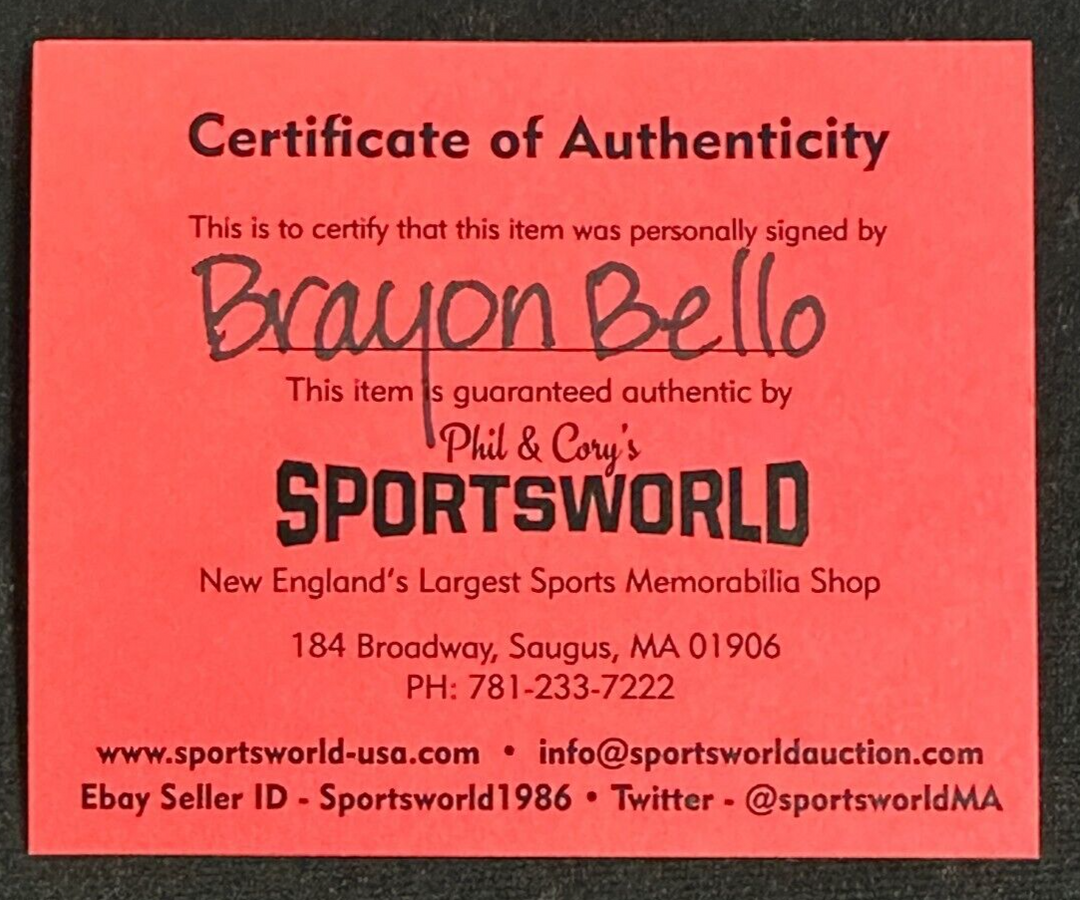 Certificate of Authenticity
This is to certify that this item was personally signed by
Brayon Bello
This item is guaranteed authentic by
Phil & Cory's
SPORTSWORLD
New England's Largest Sports Memorabilia Shop
184 Broadway, Saugus, MA 01906
PH: 781-233-7222
www.sportsworld-usa.com • info@sportsworldauction.com
Ebay Seller ID - Sportsworld1986 • Twitter - @sportsworldMA